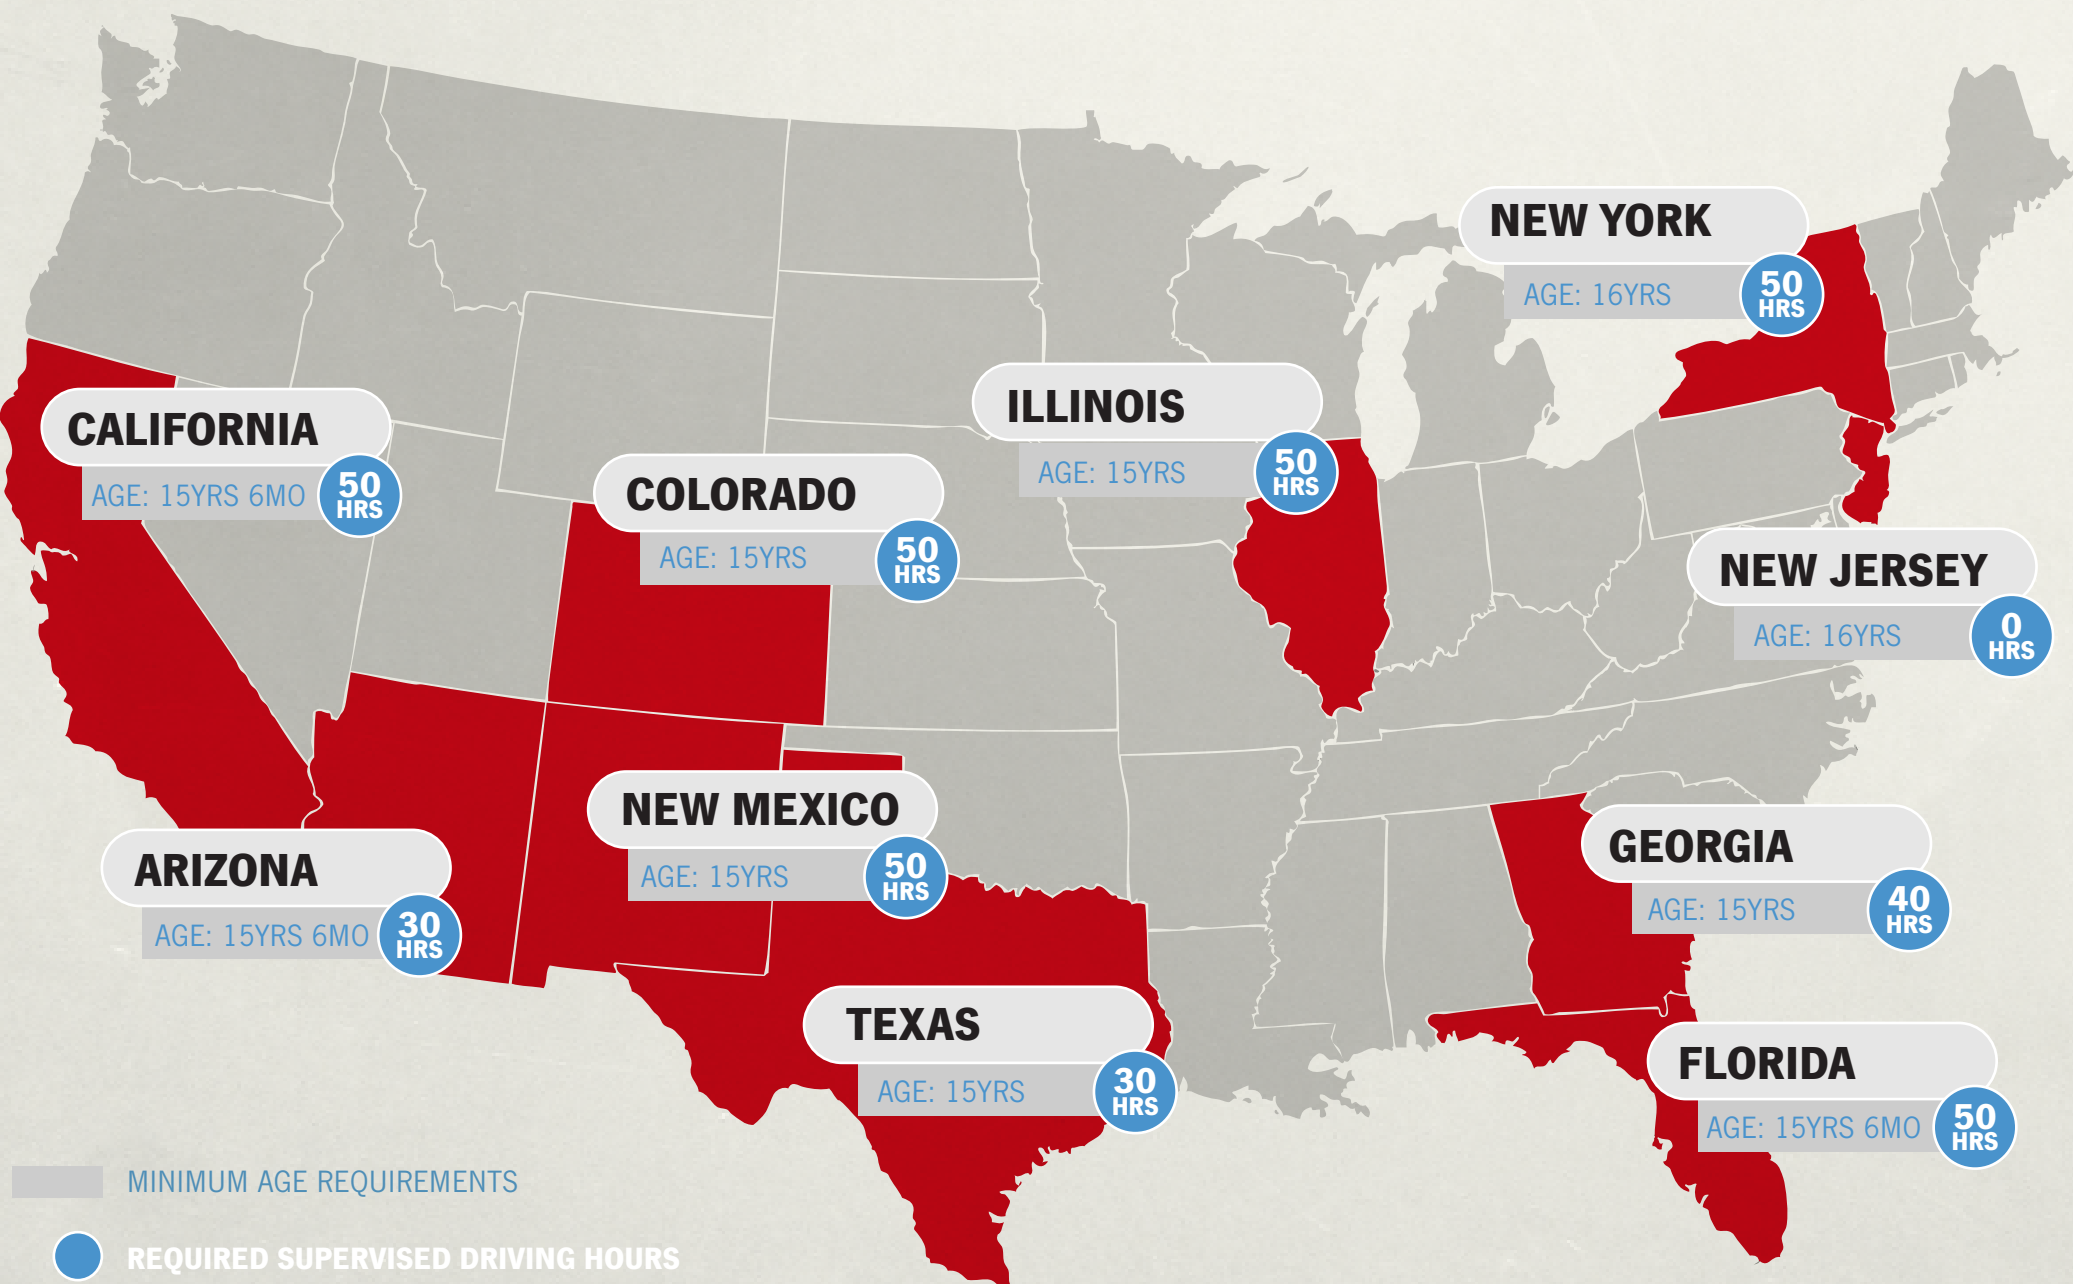 NEW YORK
AGE: 16YRS
50
HRS
ILLINOIS
AGE: 15YRS
50
HRS
CALIFORNIA
AGE: 15YRS 6MO
50
HRS
COLORADO
AGE: 15YRS
50
HRS
NEW JERSEY
AGE: 16YRS
0
HRS
NEW MEXICO
AGE: 15YRS
50
HRS
ARIZONA
AGE: 15YRS 6MO
30
HRS
GEORGIA
AGE: 15YRS
40
HRS
TEXAS
AGE: 15YRS
30
HRS
FLORIDA
AGE: 15YRS 6MO
50
HRS
MINIMUM AGE REQUIREMENTS
REQUIRED SUPERVISED DRIVING HOURS